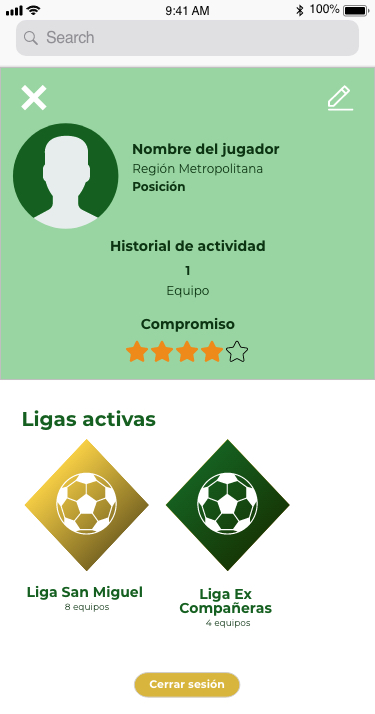 9:41 AM
100%
Search
Nombre del jugador
Región Metropolitana
Posición
Historial de actividad
1
Equipo
Compromiso
Ligas activas
Liga San Miguel
8 equipos
Liga Ex
Compañeras
4 equipos
Cerrar sesión